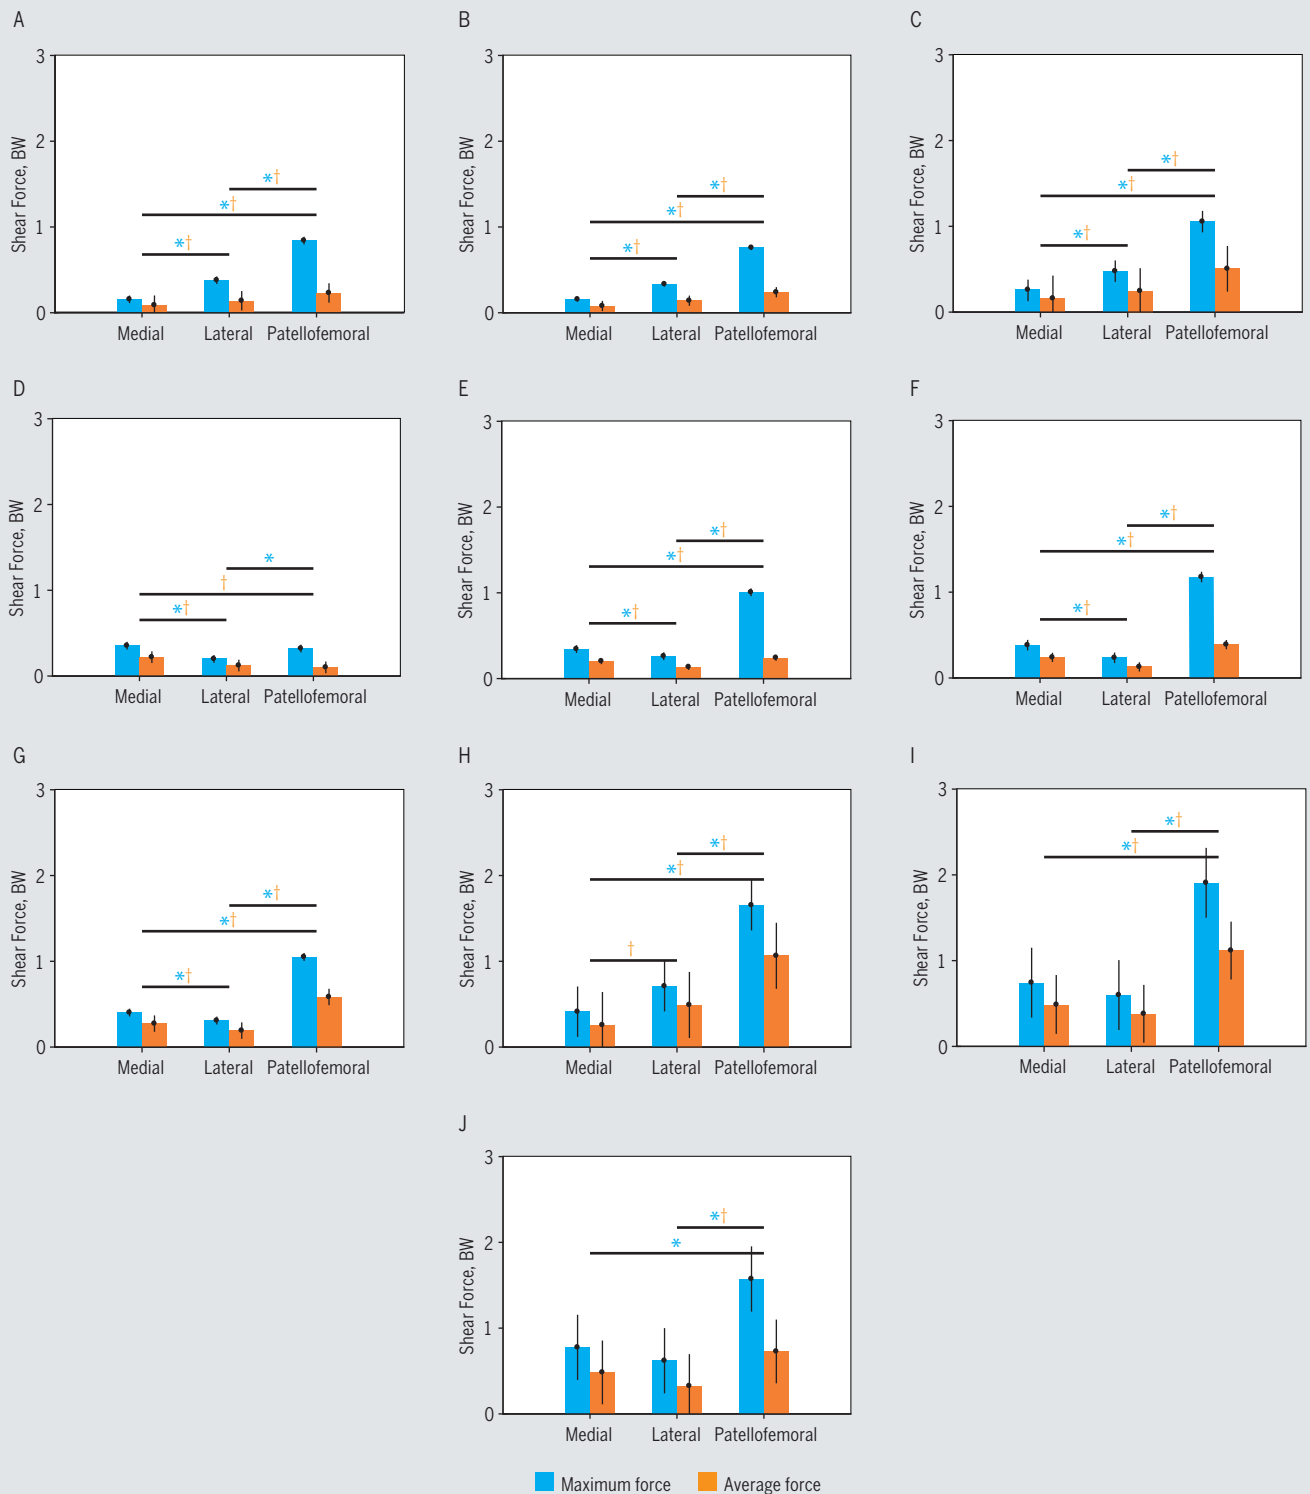 A
B
C
Shear Force, BW
3
2
1
0
*†
*†
*†
Medial Lateral Patellofemoral
Shear Force, BW
3
2
1
0
*†
*†
*†
Medial Lateral Patellofemoral
Shear Force, BW
3
2
1
0
*†
*†
*†
Medial Lateral Patellofemoral
D
E
F
Shear Force, BW
3
2
1
0
*
†
*†
Medial Lateral Patellofemoral
Shear Force, BW
3
2
1
0
*†
*†
*†
Medial Lateral Patellofemoral
Shear Force, BW
3
2
1
0
*†
*†
*†
Medial Lateral Patellofemoral
G
H
I
Shear Force, BW
3
2
1
0
*†
*†
*†
Medial Lateral Patellofemoral
Shear Force, BW
3
2
1
0
*†
*†
†
Medial Lateral Patellofemoral
Shear Force, BW
3
2
1
0
*†
*†
Medial Lateral Patellofemoral
J
Shear Force, BW
3
2
1
0
*†
*
Medial Lateral Patellofemoral
Maximum force Average force